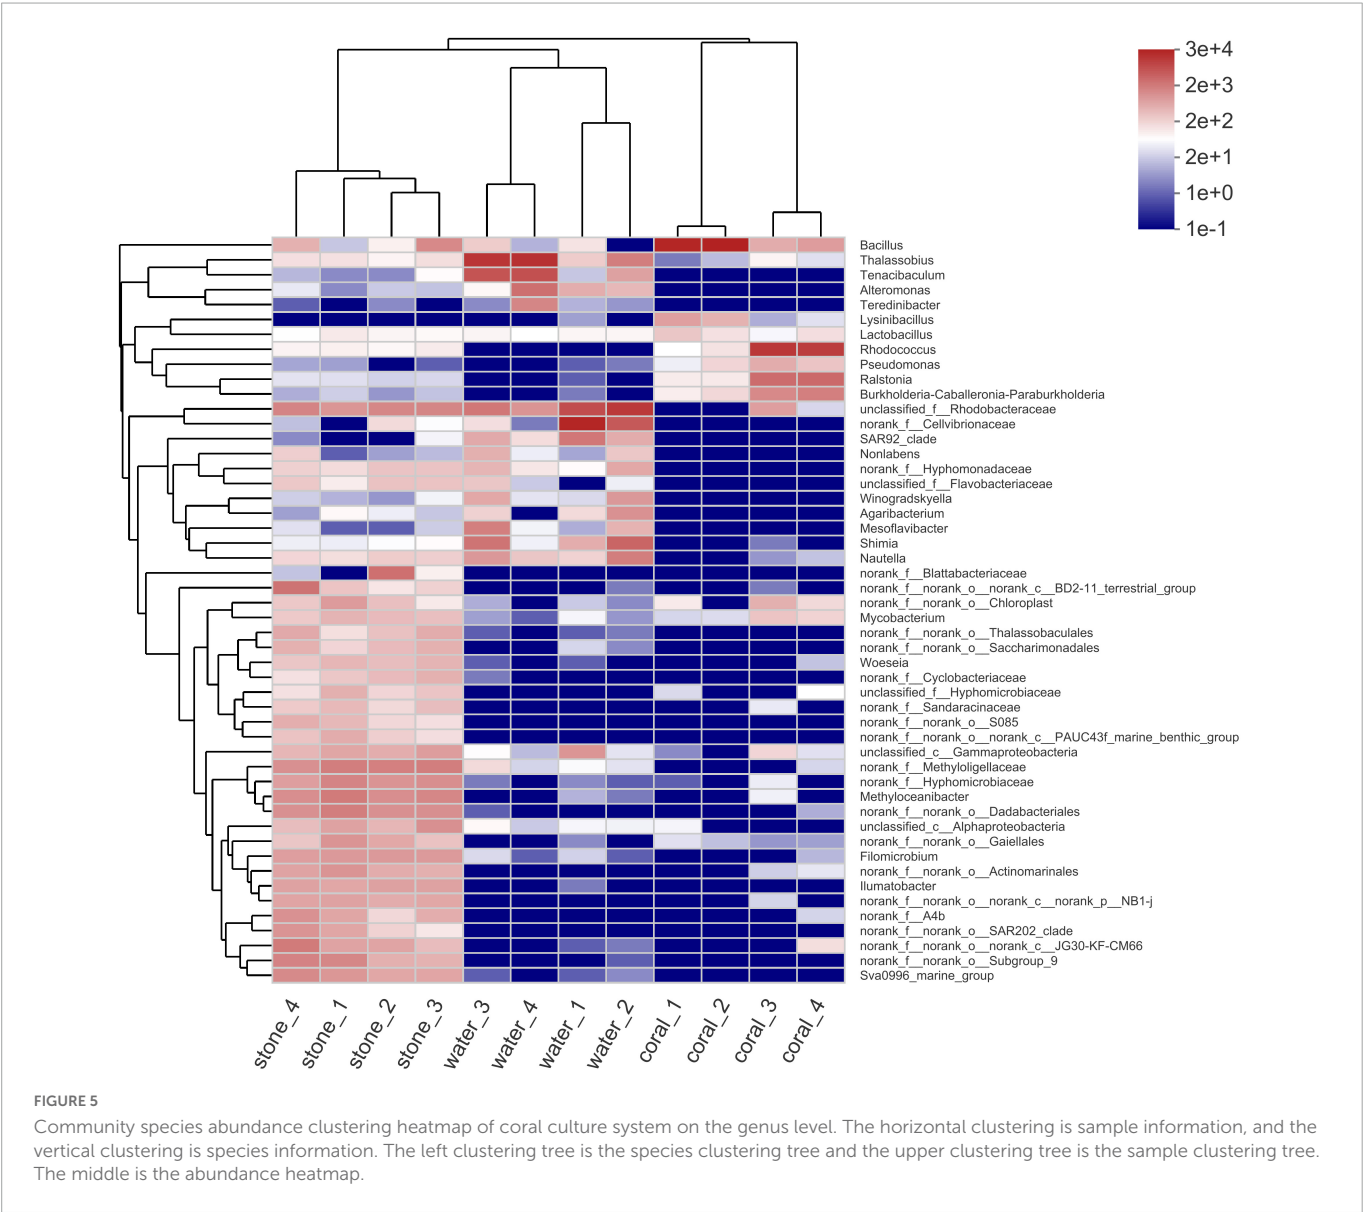 3e+4
2e+3
2e+2
2e+1
1e+0
1e-1
Bacillus
Thalassobius
Tenacibaculum
Alteromonas
Teredinibacter
Lysinibacillus
Lactobacillus
Rhodococcus
Pseudomonas
Ralstonia
Burkholderia-Caballeronia-Paraburkholderia
unclassified_f__Rhodobacteraceae
norank_f__Cellvibrionaceae
SAR92_clade
Nonlabens
norank_f__Hyphomonadaceae
unclassified_f__Flavobacteriaceae
Winogradskyella
Agaribacterium
Mesoflavibacter
Shimia
Nautella
norank_f__Blattabacteriaceae
norank_f__norank_o__norank_c__BD2-11_terrestrial_group
norank_f__norank_o__Chloroplast
Mycobacterium
norank_f__norank_o__Thalassobaculales
norank_f__norank_o__Saccharimonadales
Woeseia
norank_f__Cyclobacteriaceae
unclassified_f__Hyphomicrobiaceae
norank_f__Sandaracinaceae
norank_f__norank_o__S085
norank_f__norank_o__norank_c__PAUC43f_marine_benthic_group
unclassified_c__Gammaproteobacteria
norank_f__Methyloligellaceae
norank_f__Hyphomicrobiaceae
Methyloceanibacter
norank_f__norank_o__Dadabacteriales
unclassified_c__Alphaproteobacteria
norank_f__norank_o__Gaiellales
Filomicrobium
norank_f__norank_o__Actinomarinales
Ilumatobacter
norank_f__norank_o__norank_c__norank_p__NB1-j
norank_f__A4b
norank_f__norank_o__SAR202_clade
norank_f__norank_o__norank_c__JG30-KF-CM66
norank_f__norank_o__Subgroup_9
Sva0996_marine_group
stone_4
stone_1
stone_2
stone_3
water_3
water_4
water_1
water_2
coral_1
coral_2
coral_3
coral_4
FIGURE 5
Community species abundance clustering heatmap of coral culture system on the genus level. The horizontal clustering is sample information, and the
vertical clustering is species information. The left clustering tree is the species clustering tree and the upper clustering tree is the sample clustering tree.
The middle is the abundance heatmap.